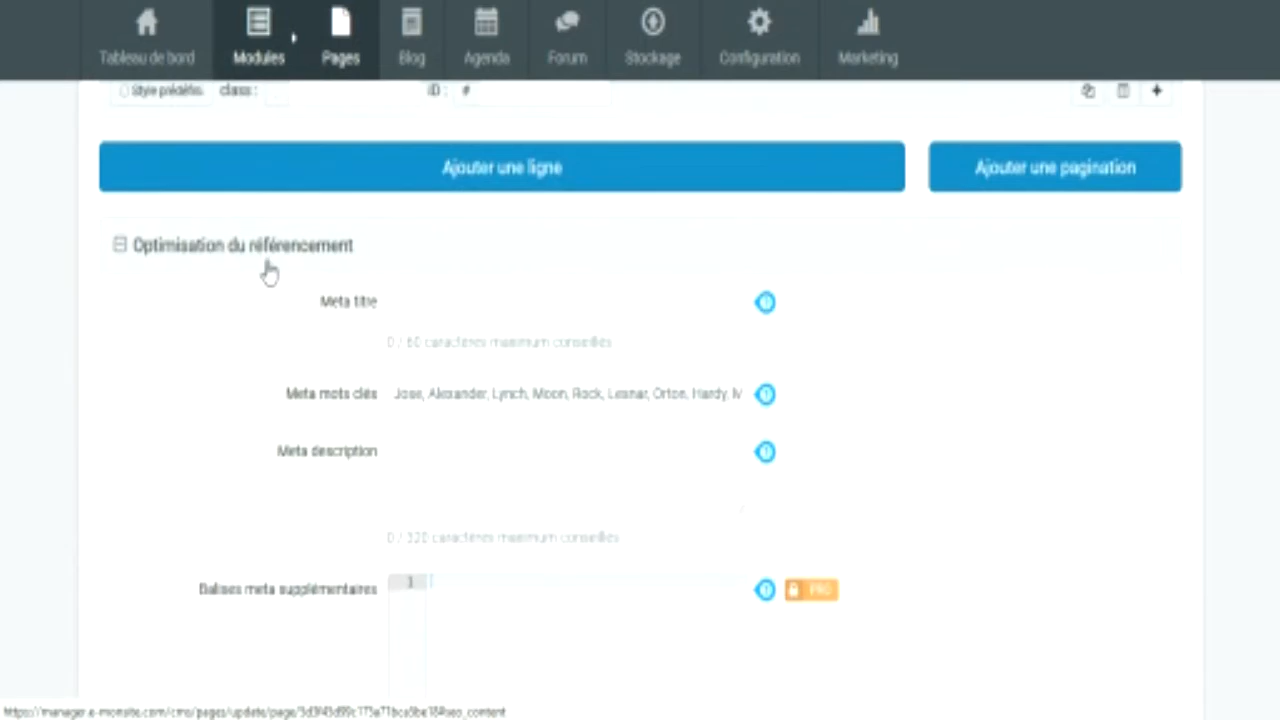 Tableau de bord Modules Pages Blog Agenda Forum Stockage Configuration Marketing
Style prédéfini class : ID : #
Ajouter une ligne Ajouter une pagination
Optimisation du référencement
Meta titre
0 / 60 caractères maximum conseillés
Meta mots clés Jose, Alexander, Lynch, Moon, Rock, Lesnar, Orton, Hardy, M
Meta description
0 / 320 caractères maximum conseillés
Balises meta supplémentaires 1 PRO